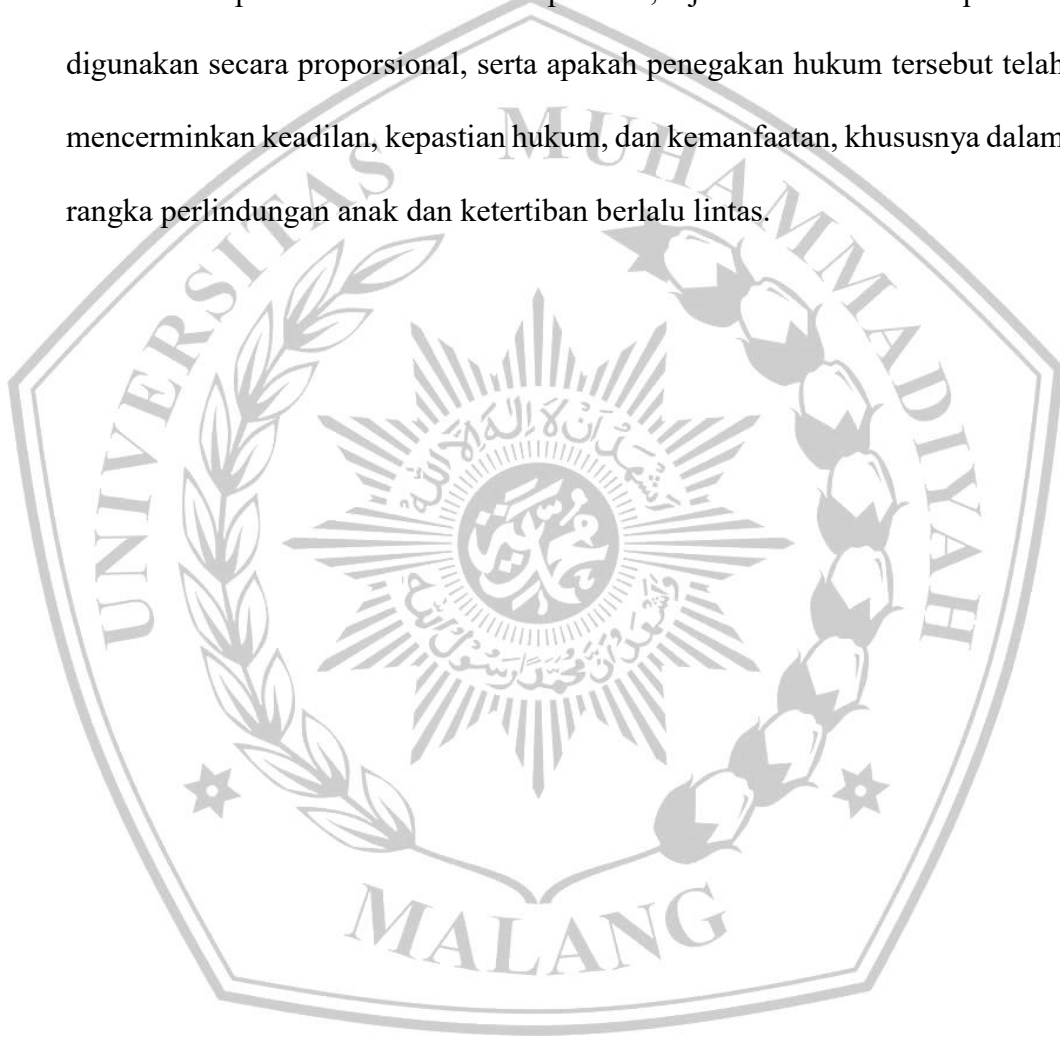 digunakan secara proporsional, serta apakah penegakan hukum tersebut telah
mencerminkan keadilan, kepastian hukum, dan kemanfaatan, khususnya dalam
rangka perlindungan anak dan ketertiban berlalu lintas.
UNIVERSITAS MUHAMMADIYAH
MALANG